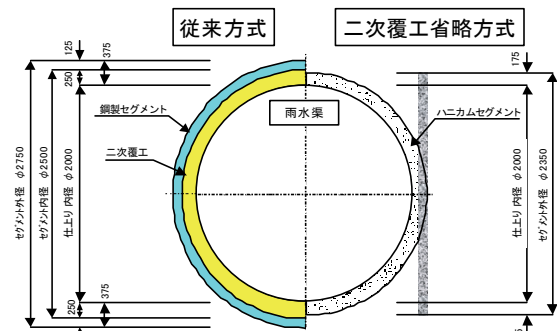 従来方式
二次覆工省略方式
125
375
250
175
鋼製セグメント
二次覆工
雨水渠
ハニカムセグメント
セグメント外径 φ2750
セグメント内径 φ2500
仕上り内径 φ2000
仕上り内径 φ2000
セグメント外径 φ2350
375
250